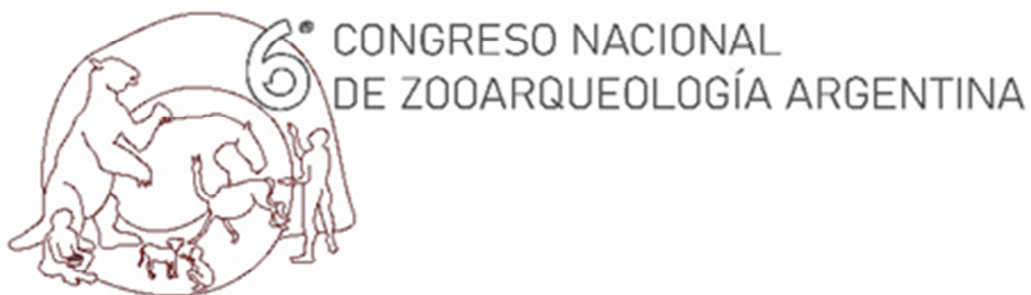 6° CONGRESO NACIONAL
DE ZOOARQUEOLOGÍA ARGENTINA